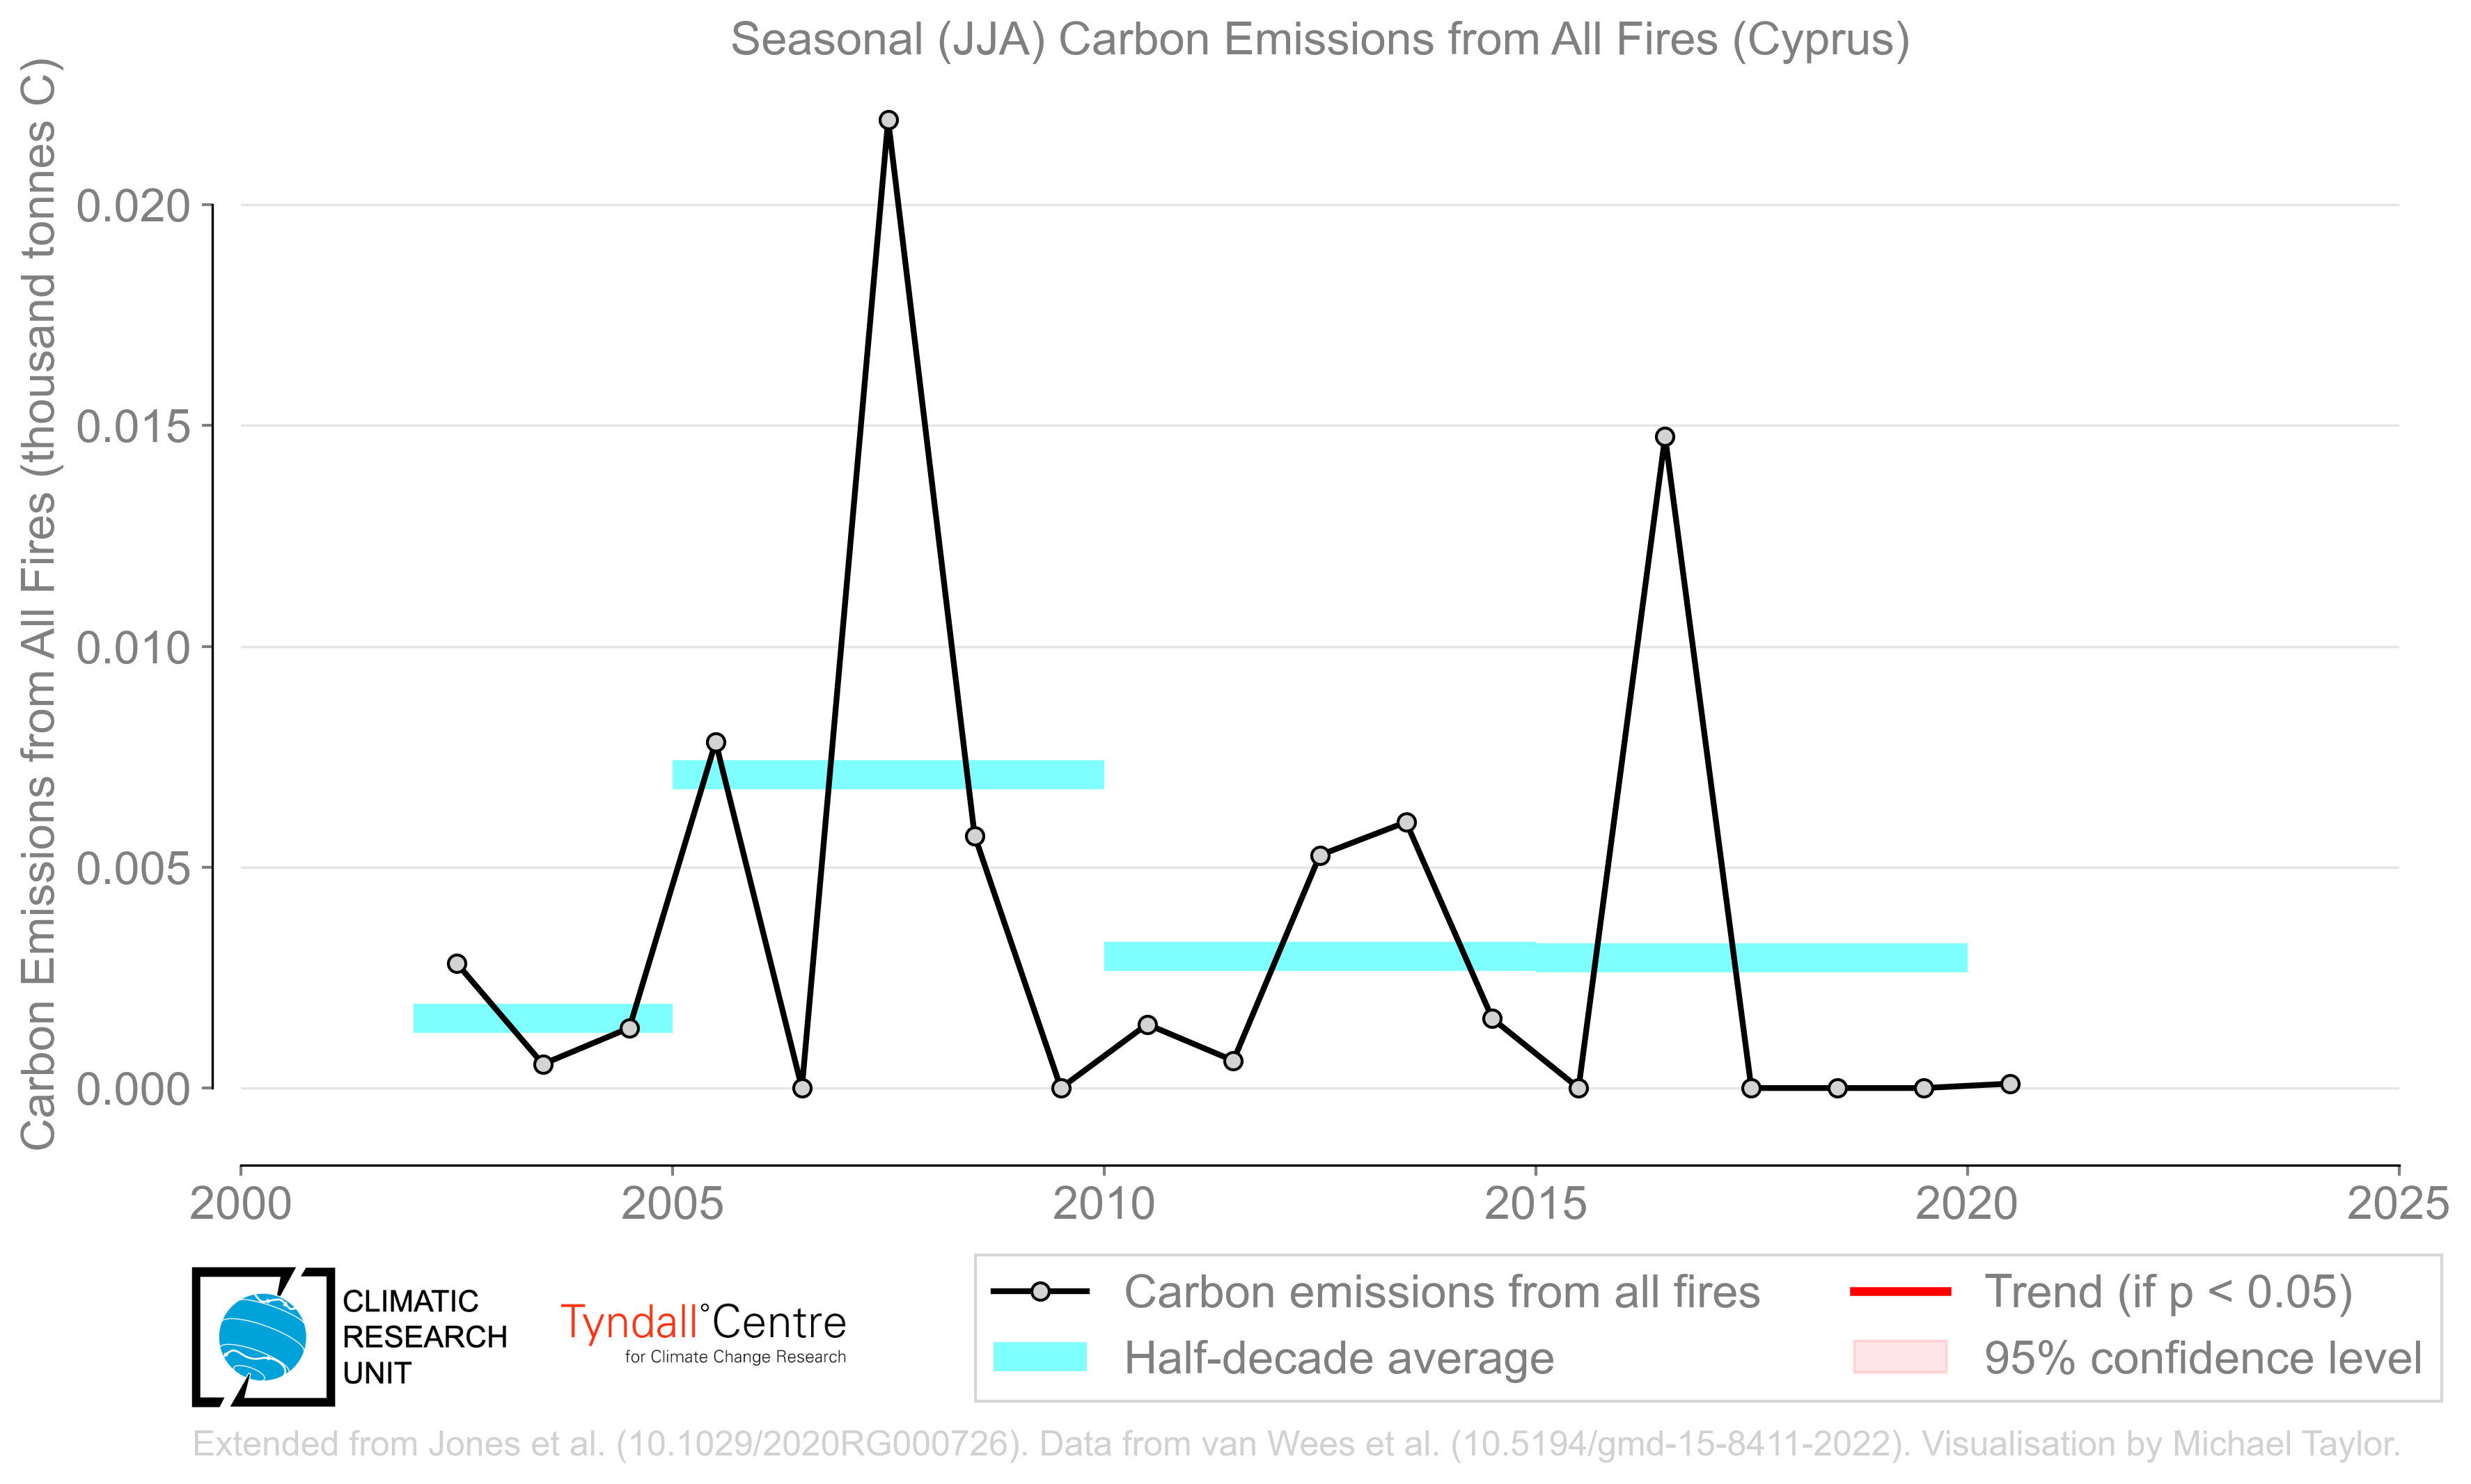 Seasonal (JJA) Carbon Emissions from All Fires (Cyprus)
Carbon Emissions from All Fires (thousand tonnes C)
0.020
0.015
0.010
0.005
0.000
2000
2005
2010
2015
2020
2025
CLIMATIC
RESEARCH
UNIT
Tyndall°Centre
for Climate Change Research
Carbon emissions from all fires
Half-decade average
Trend (if p < 0.05)
95% confidence level
Extended from Jones et al. (10.1029/2020RG000726). Data from van Wees et al. (10.5194/gmd-15-8411-2022). Visualisation by Michael Taylor.